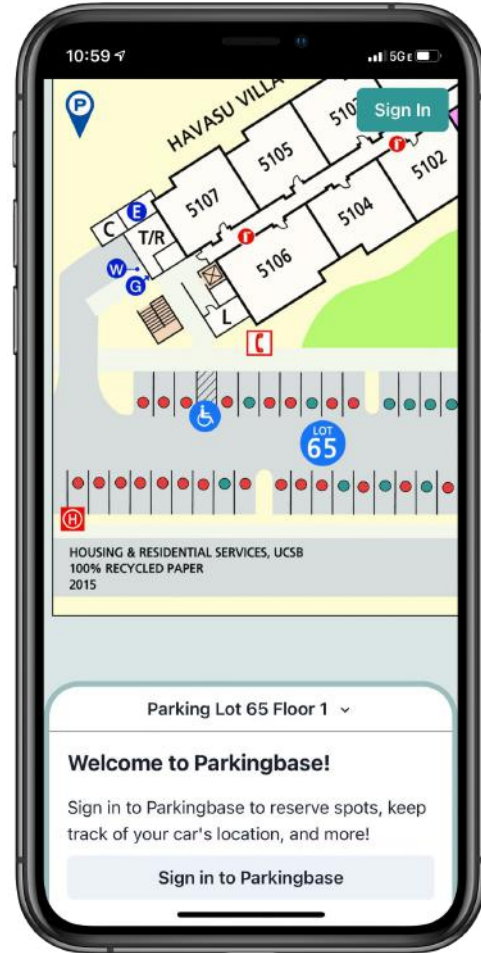 10:59
5G E
P
Sign In
HAVASU VILLA
5107
5105
5102
5104
5106
C
E
T/R
W
G
L
LOT
65
H
HOUSING & RESIDENTIAL SERVICES, UCSB
100% RECYCLED PAPER
2015
Parking Lot 65 Floor 1
Welcome to Parkingbase!
Sign in to Parkingbase to reserve spots, keep
track of your car's location, and more!
Sign in to Parkingbase